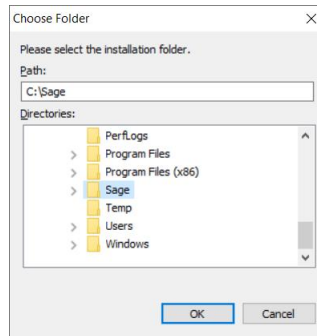 Choose Folder
Please select the installation folder.
Path:
C:\Sage
Directories:
PerfLogs
Program Files
Program Files (x86)
Sage
Temp
Users
Windows
OK Cancel